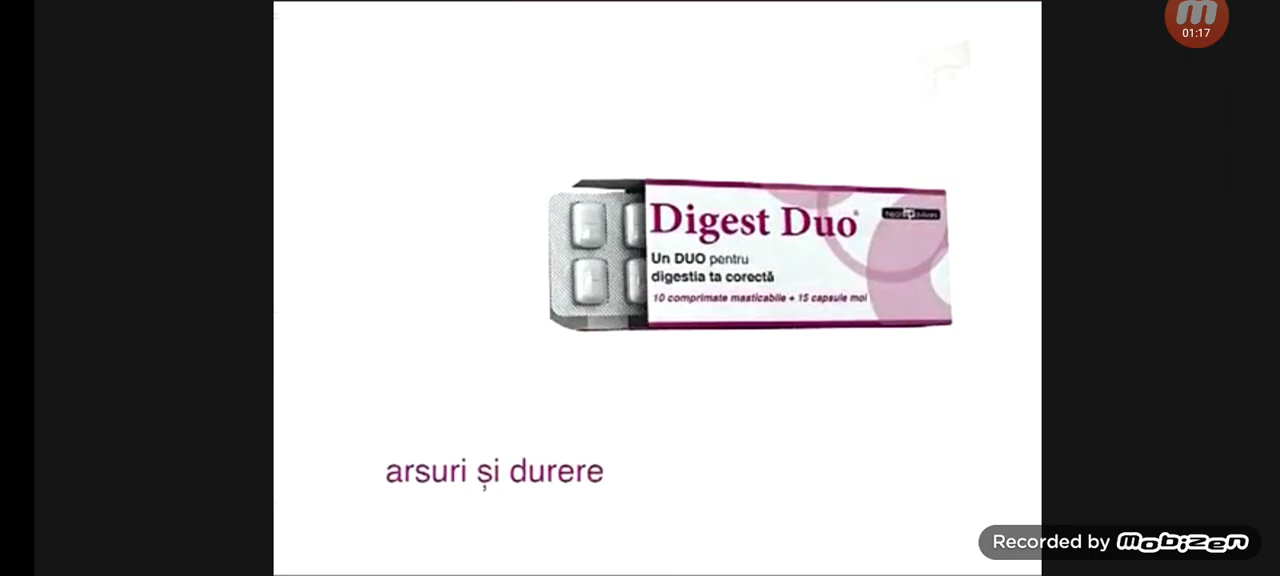 01:17
Digest Duo®
Un DUO pentru
digestia ta corectă
10 comprimate masticabile + 15 capsule moi
arsuri și durere
Recorded by mobizen